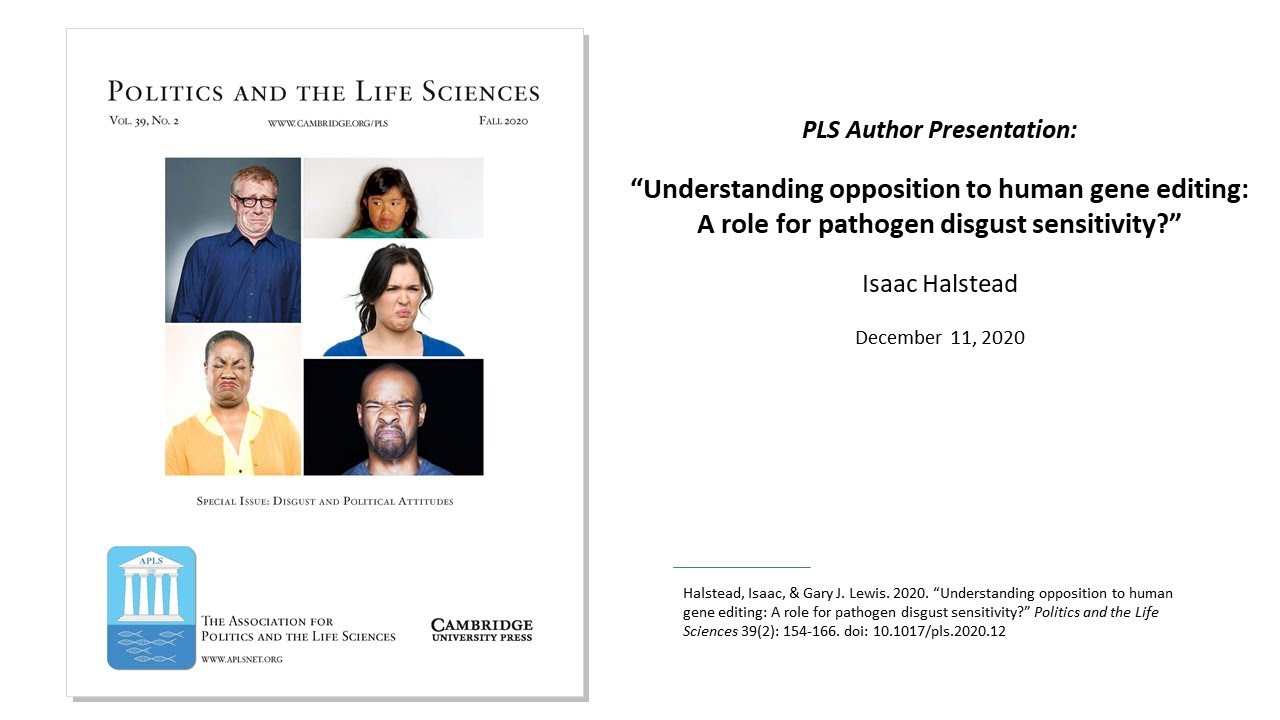 POLITICS AND THE LIFE SCIENCES
VOL. 39, NO. 2
WWW.CAMBRIDGE.ORG/PLS
FALL 2020
SPECIAL ISSUE: DISGUST AND POLITICAL ATTITUDES
APLS
THE ASSOCIATION FOR
POLITICS AND THE LIFE SCIENCES
WWW.APLSNET.ORG
CAMBRIDGE
UNIVERSITY PRESS
PLS Author Presentation:
“Understanding opposition to human gene editing:
A role for pathogen disgust sensitivity?”
Isaac Halstead
December 11, 2020
Halstead, Isaac, & Gary J. Lewis. 2020. “Understanding opposition to human
gene editing: A role for pathogen disgust sensitivity?” Politics and the Life
Sciences 39(2): 154-166. doi: 10.1017/pls.2020.12